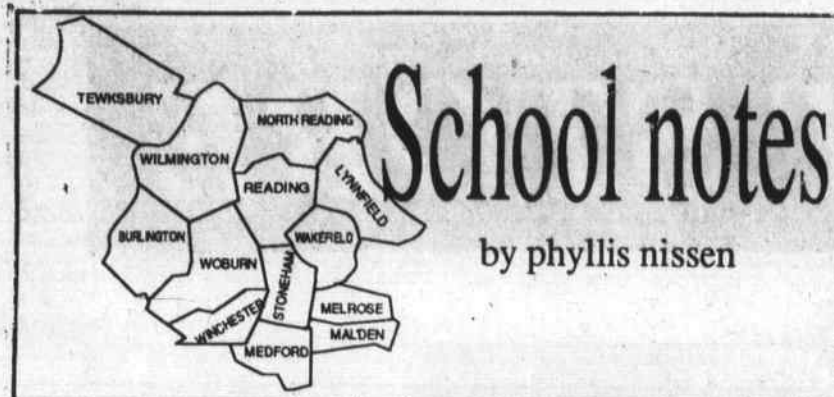 TEWKSBURY
NORTH READING
WILMINGTON
READING
LYNNFIELD
BURLINGTON
WOBURN
STONEHAM
WAKEFIELD
WINCHESTER
MELROSE
MALDEN
MEDFORD
School notes
by phyllis nissen